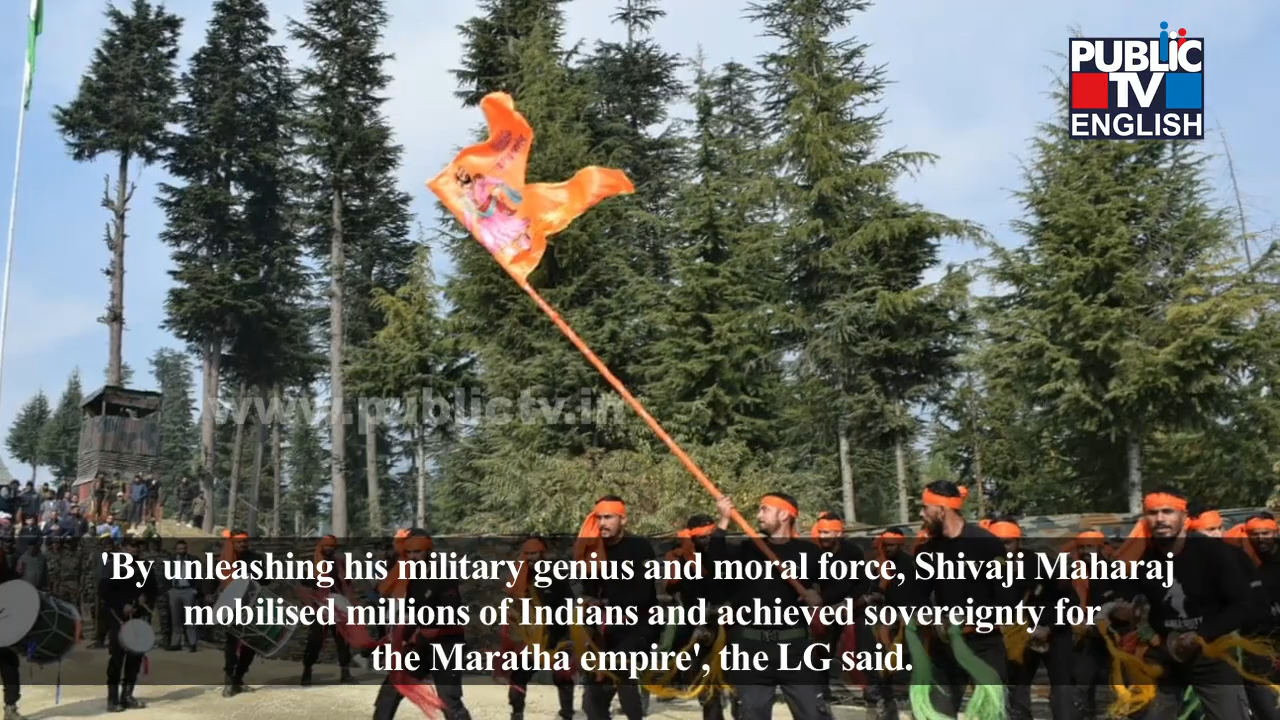 PUBLIC
TV
ENGLISH
www.publictv.in
'By unleashing his military genius and moral force, Shivaji Maharaj
mobilised millions of Indians and achieved sovereignty for
the Maratha empire', the LG said.